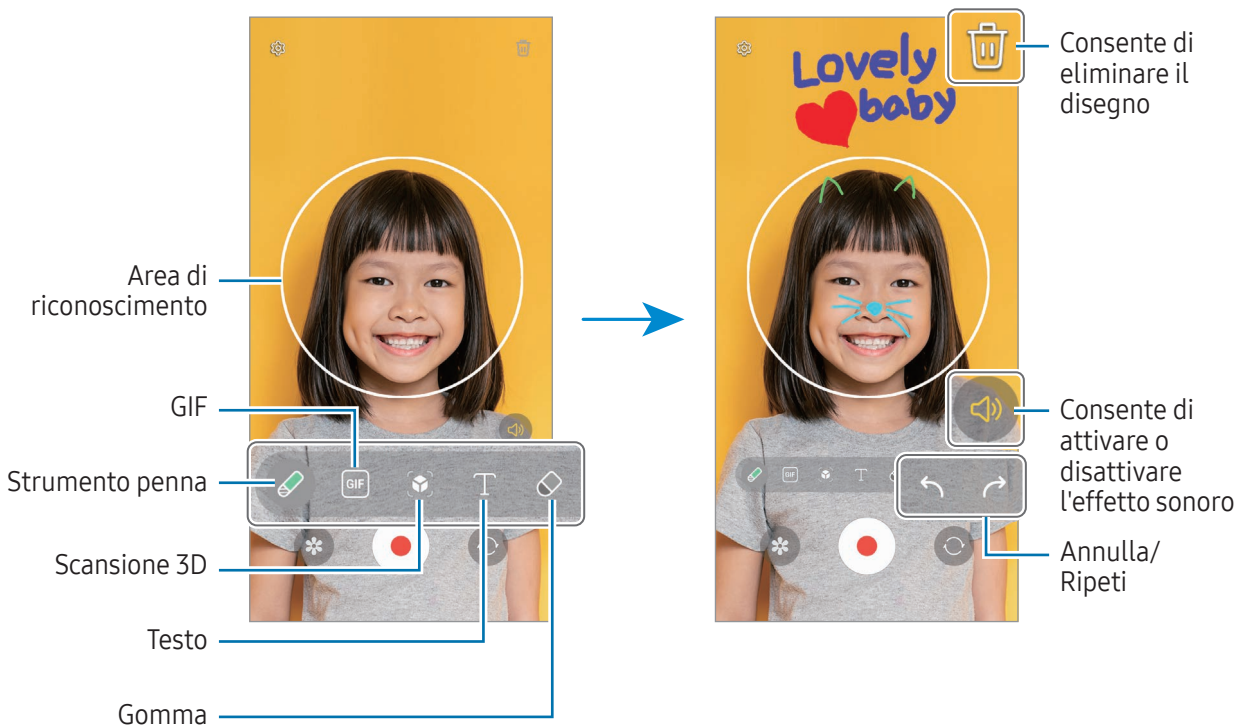 Area di
riconoscimento
GIF
Strumento penna
Scansione 3D
Testo
Gomma
GIF
T
Lovely
baby
GIF
T
Consente di
eliminare il
disegno
Consente di
attivare o
disattivare
l'effetto sonoro
Annulla/
Ripeti